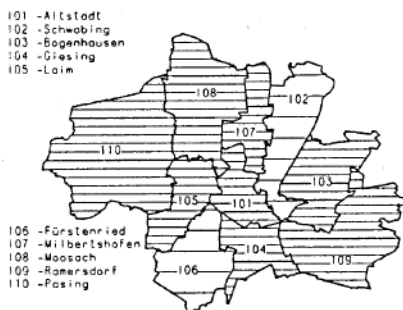 101 -Altstadt
102 -Schwabing
103 -Bogenhausen
104 -Giesing
105 -Laim
108
102
107
110
103
105
101
104
109
106
106 -Fürstenried
107 -Milbertshofen
108 -Moosach
109 -Ramersdorf
110 -Pasing